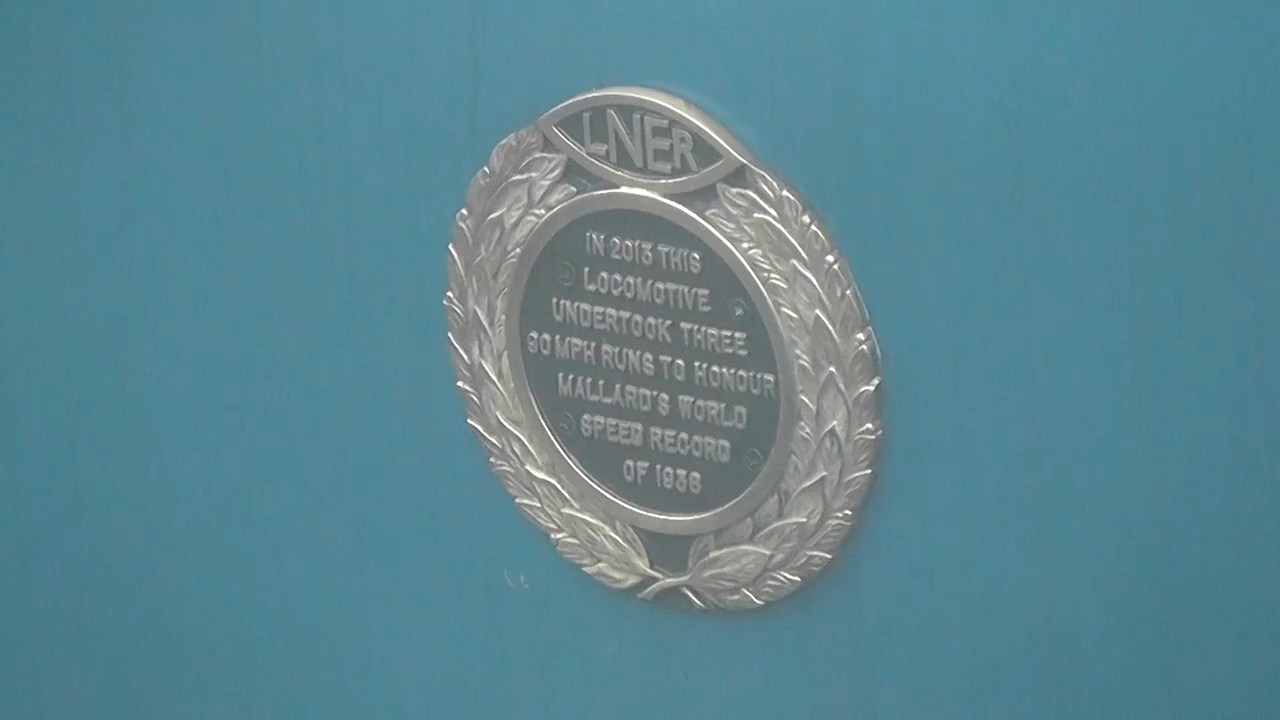 LNER
IN 2013 THIS
LOCOMOTIVE
UNDERTOOK THREE
90 MPH RUNS TO HONOUR
MALLARD'S WORLD
SPEED RECORD
OF 1938